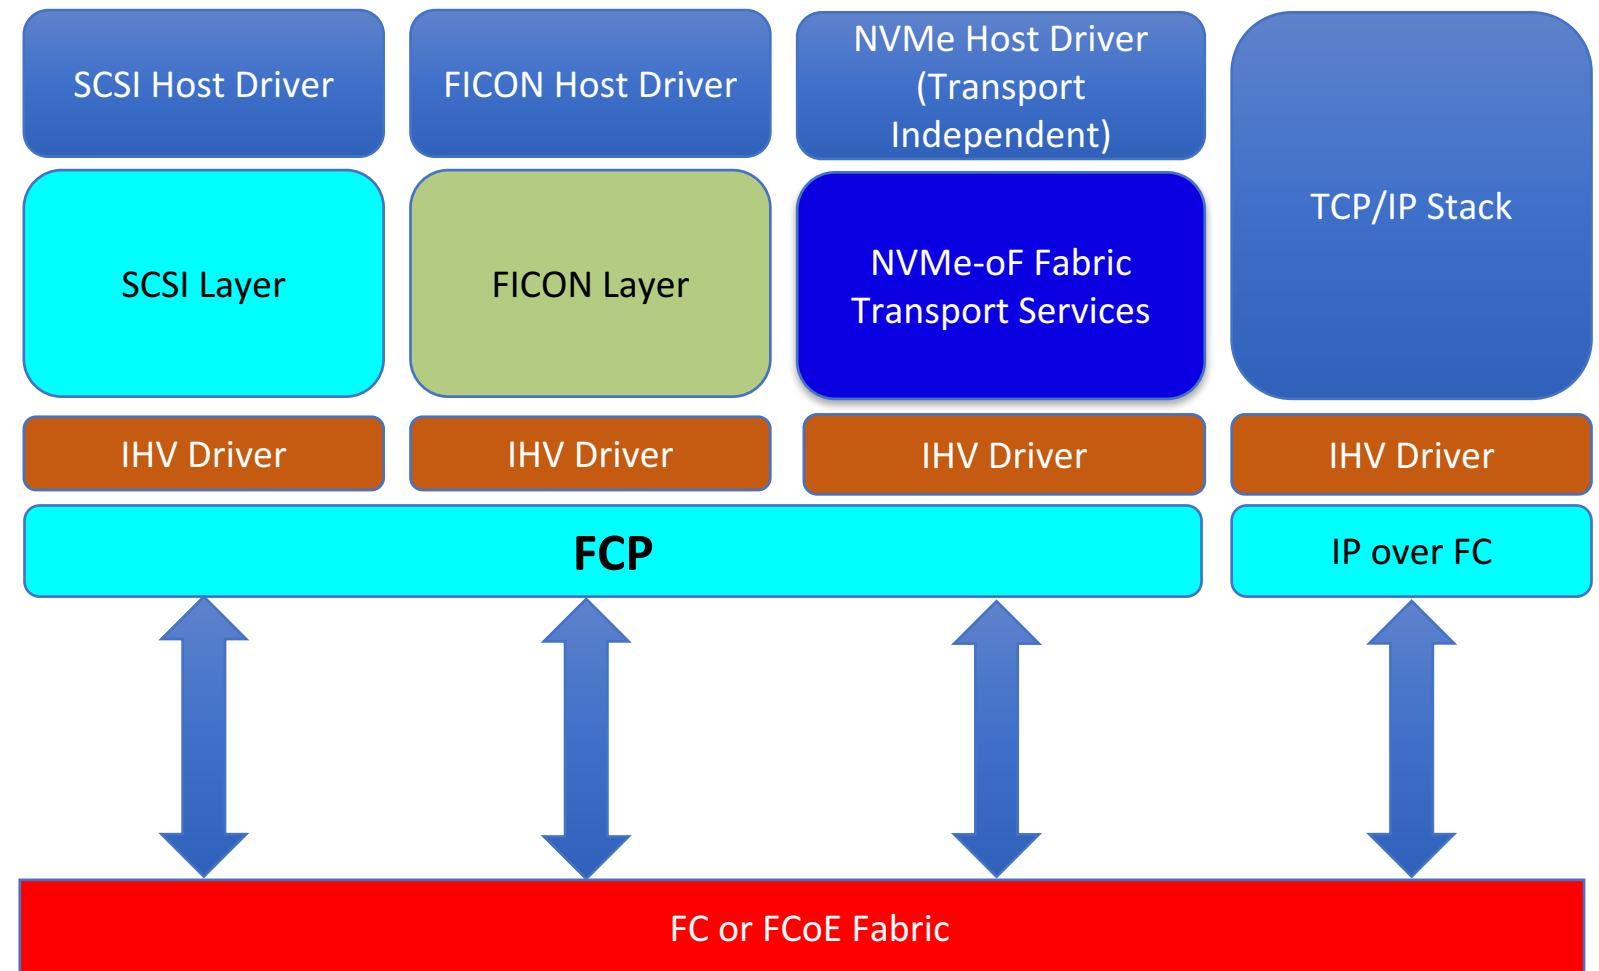 SCSI Host Driver
FICON Host Driver
NVMe Host Driver
(Transport
Independent)
TCP/IP Stack
SCSI Layer
FICON Layer
NVMe-oF Fabric
Transport Services
IHV Driver
IHV Driver
IHV Driver
IHV Driver
FCP
IP over FC
FC or FCoE Fabric